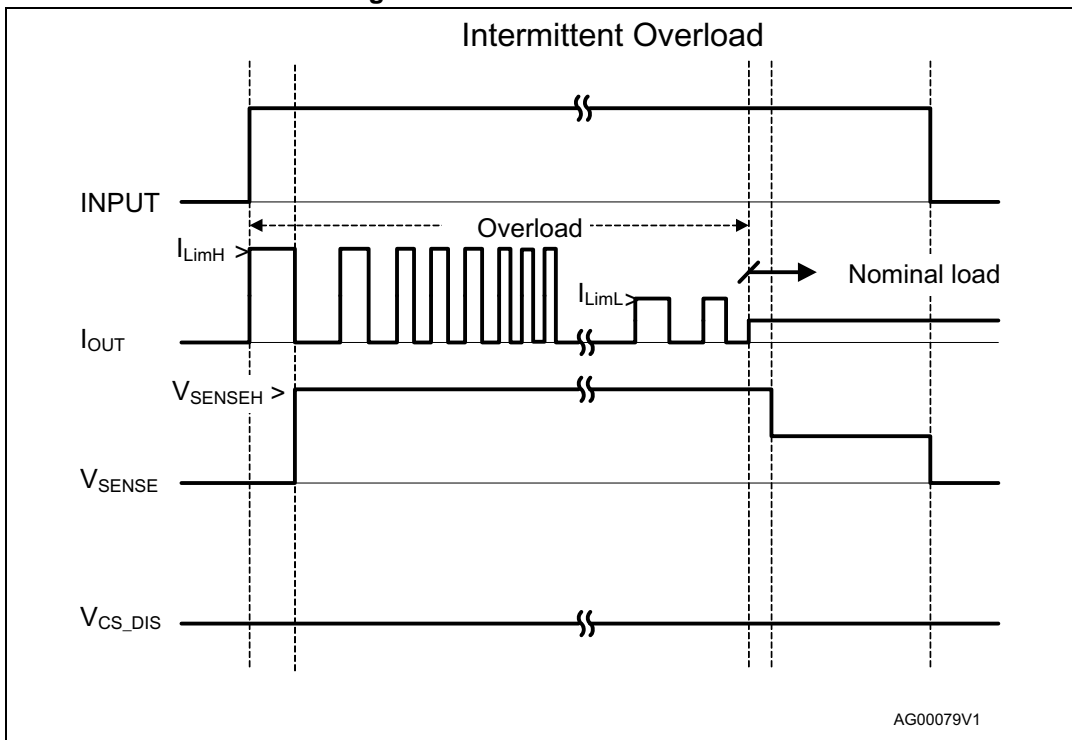 Intermittent Overload
INPUT
Overload
I_LimH >
Nominal load
I_LimL >
I_OUT
V_SENSEH >
V_SENSE
V_CS_DIS
AG00079V1